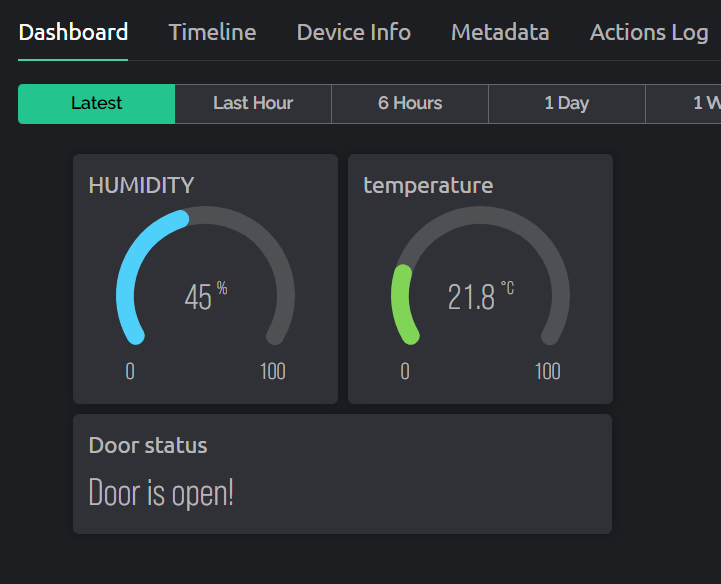 Dashboard Timeline Device Info Metadata Actions Log
Latest Last Hour 6 Hours 1 Day 1 W
HUMIDITY temperature
45 % 21.8 °C
0 100 0 100
Door status
Door is open!